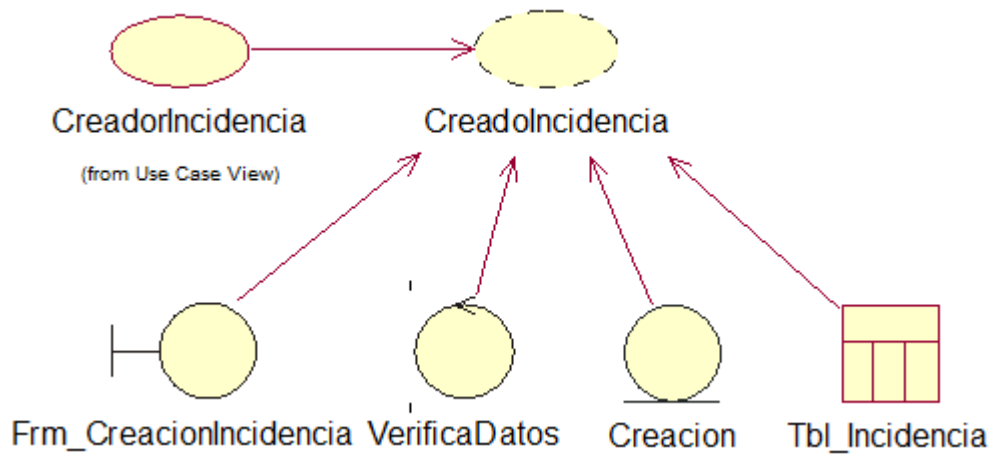 CreadorIncidencia
CreadoIncidencia
(from Use Case View)
Frm_CreacionIncidencia
VerificaDatos
Creacion
Tbl_Incidencia